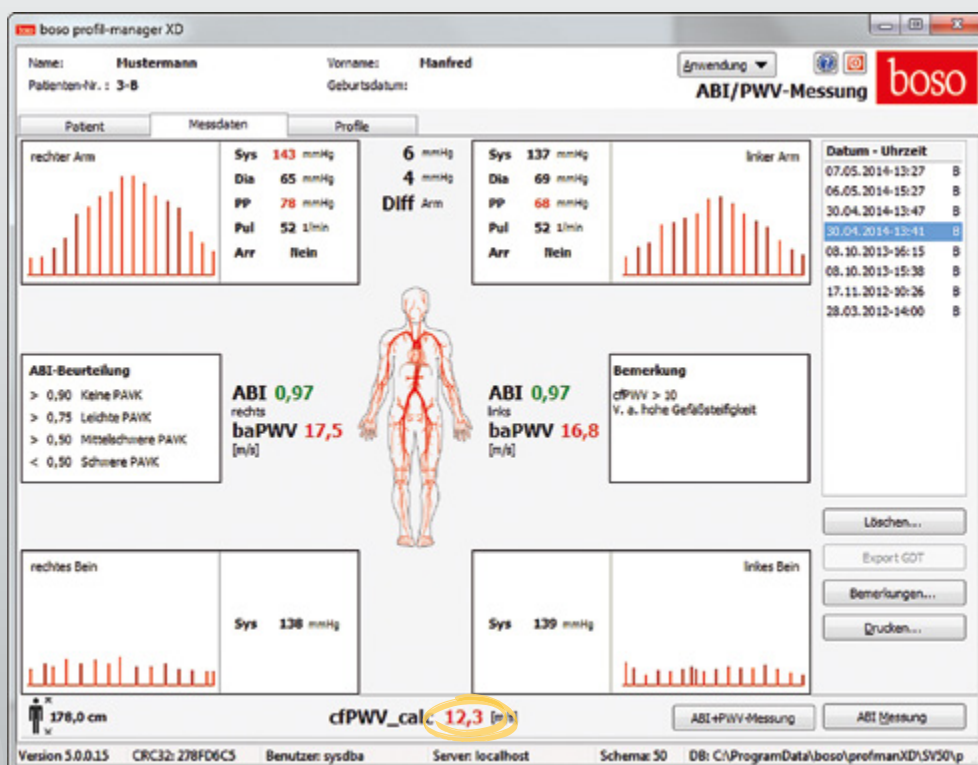 boso boso profil-manager XD
Name: Mustermann Vorname: Manfred Anwendung
Patienten-Nr. : 3-8 Geburtsdatum: ABI/PWV-Messung boso
Patient Messdaten Profile
rechter Arm
Sys 143 mmHg
Dia 65 mmHg
PP 78 mmHg
Pul 52 1/min
Arr Nein
6 mmHg
4 mmHg
Diff Arm
Sys 137 mmHg
Dia 69 mmHg
PP 68 mmHg
Pul 52 1/min
Arr Nein
linker Arm
Datum - Uhrzeit
07.05.2014-13:27 B
06.05.2014-15:27 B
30.04.2014-13:47 B
30.04.2014-13:41 B
08.10.2013-16:15 B
08.10.2013-15:38 B
17.11.2012-10:26 B
28.03.2012-14:00 B
ABI-Beurteilung
> 0,90 Keine PAVK
> 0,75 Leichte PAVK
> 0,50 Mittelschwere PAVK
< 0,50 Schwere PAVK
ABI 0,97
rechts
baPWV 17,5
[m/s]
ABI 0,97
links
baPWV 16,8
[m/s]
Bemerkung
cfPWV > 10
V. a. hohe Gefäßsteifigkeit
Löschen...
Export GDT
Bemerkungen...
Drucken...
rechtes Bein
Sys 138 mmHg
Sys 139 mmHg
linkes Bein
178,0 cm
cfPWV_calc 12,3 [m/s]
ABI+PWV-Messung
ABI Messung
Version 5.0.0.15 CRC32: 278FD6C5 Benutzer: sysdba Server: localhost Schema: 50 DB: C:\ProgramData\boso\profmanXD\SV50\p